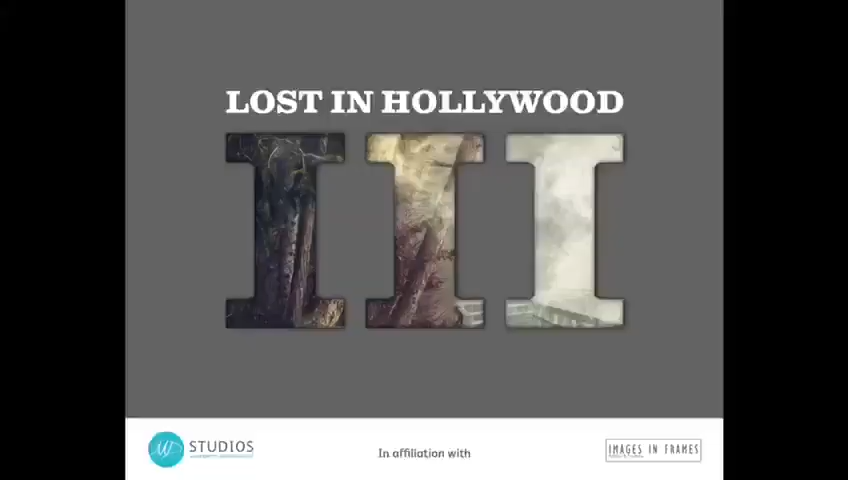 LOST IN HOLLYWOOD
III
STUDIOS
In affiliation with
IMAGES IN FRAMES